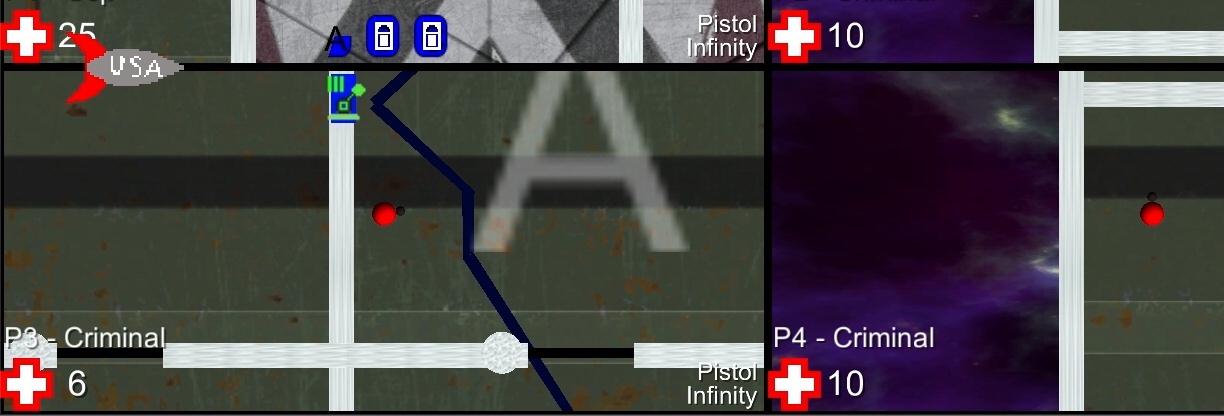 25
A
Pistol
Infinity
10
USA
A
P3 - Criminal
6
Pistol
Infinity
P4 - Criminal
10